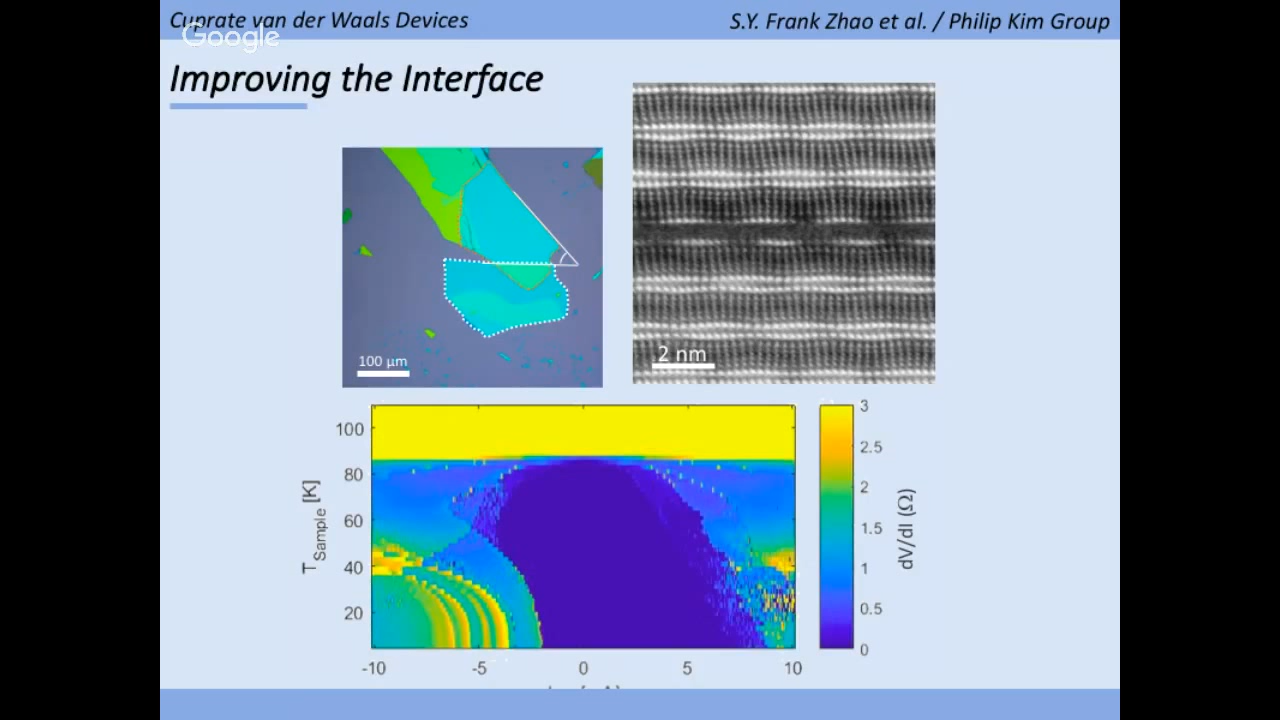 Cuprate van der Waals Devices
S.Y. Frank Zhao et al. / Philip Kim Group
Google
Improving the Interface
100 µm
2 nm
T Sample [K]
100
80
60
40
20
-10 -5 0 5 10
3
2.5
2
1.5
1
0.5
0
dV/dI (Ω)